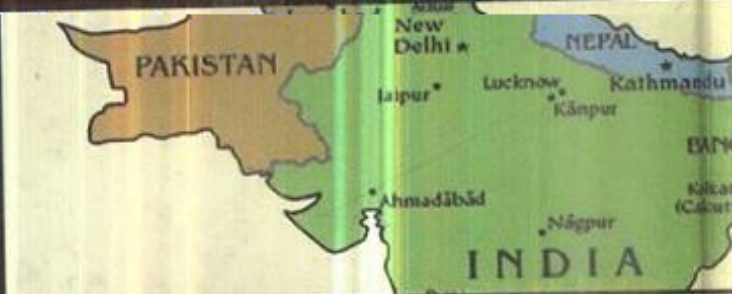 New
Delhi
NEPAL
PAKISTAN
Lucknow
Kathmandu
Jaipur
Kānpur
Ahmadābād
Nāgpur
INDIA